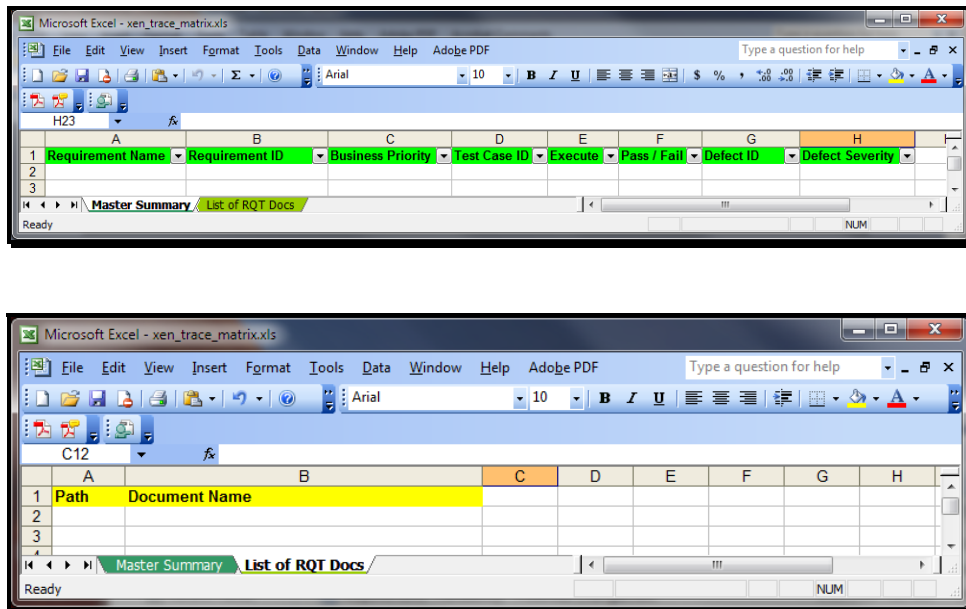 Microsoft Excel - xen_trace_matrix.xls
File Edit View Insert Format Tools Data Window Help Adobe PDF Type a question for help
Σ Arial 10 B I U $ % ,
H23 fx
A B C D E F G H
1 Requirement Name Requirement ID Business Priority Test Case ID Execute Pass / Fail Defect ID Defect Severity
2
3
Master Summary List of RQT Docs
Ready NUM
Microsoft Excel - xen_trace_matrix.xls
File Edit View Insert Format Tools Data Window Help Adobe PDF Type a question for help
Arial 10 B I U A
C12 fx
A B C D E F G H
1 Path Document Name
2
3
Master Summary List of RQT Docs
Ready NUM